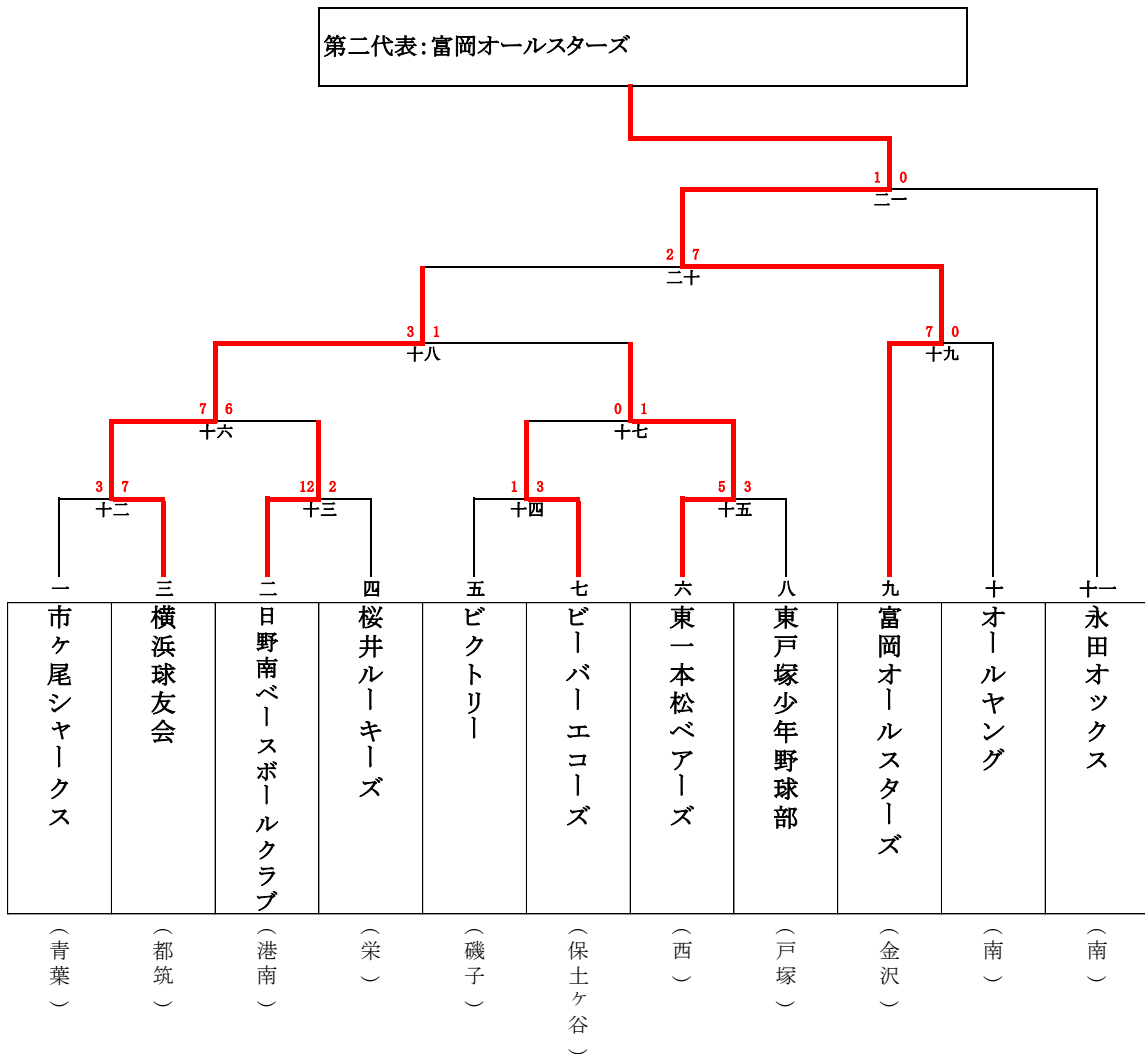 第二代表：富岡オールスターズ
1 0
二一
2 7
二十
3 1
十八
7 0
十九
7 6
十六
0 1
十七
3 7
十二
12 2
十三
1 3
十四
5 3
十五
一
三
二
四
五
七
六
八
九
十
十一
市ヶ尾シャークス
横浜球友会
日野南ベースボールクラブ
桜井ルーキーズ
ビクトリー
ビーバーエコーズ
東一本松ベアーズ
東戸塚少年野球部
富岡オールスターズ
オールヤング
永田オックス
（青葉）
（都筑）
（港南）
（栄）
（磯子）
（保土ヶ谷）
（西）
（戸塚）
（金沢）
（南）
（南）